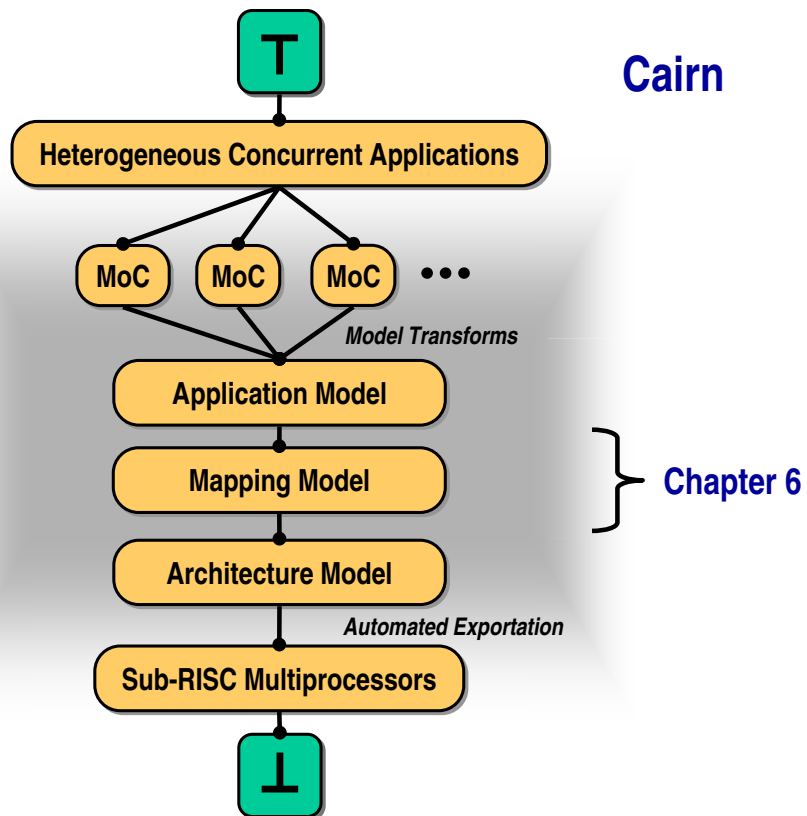 ⊤
Cairn
Heterogeneous Concurrent Applications
MoC MoC MoC •••
Model Transforms
Application Model
Mapping Model
Chapter 6
Architecture Model
Automated Exportation
Sub-RISC Multiprocessors
⊥